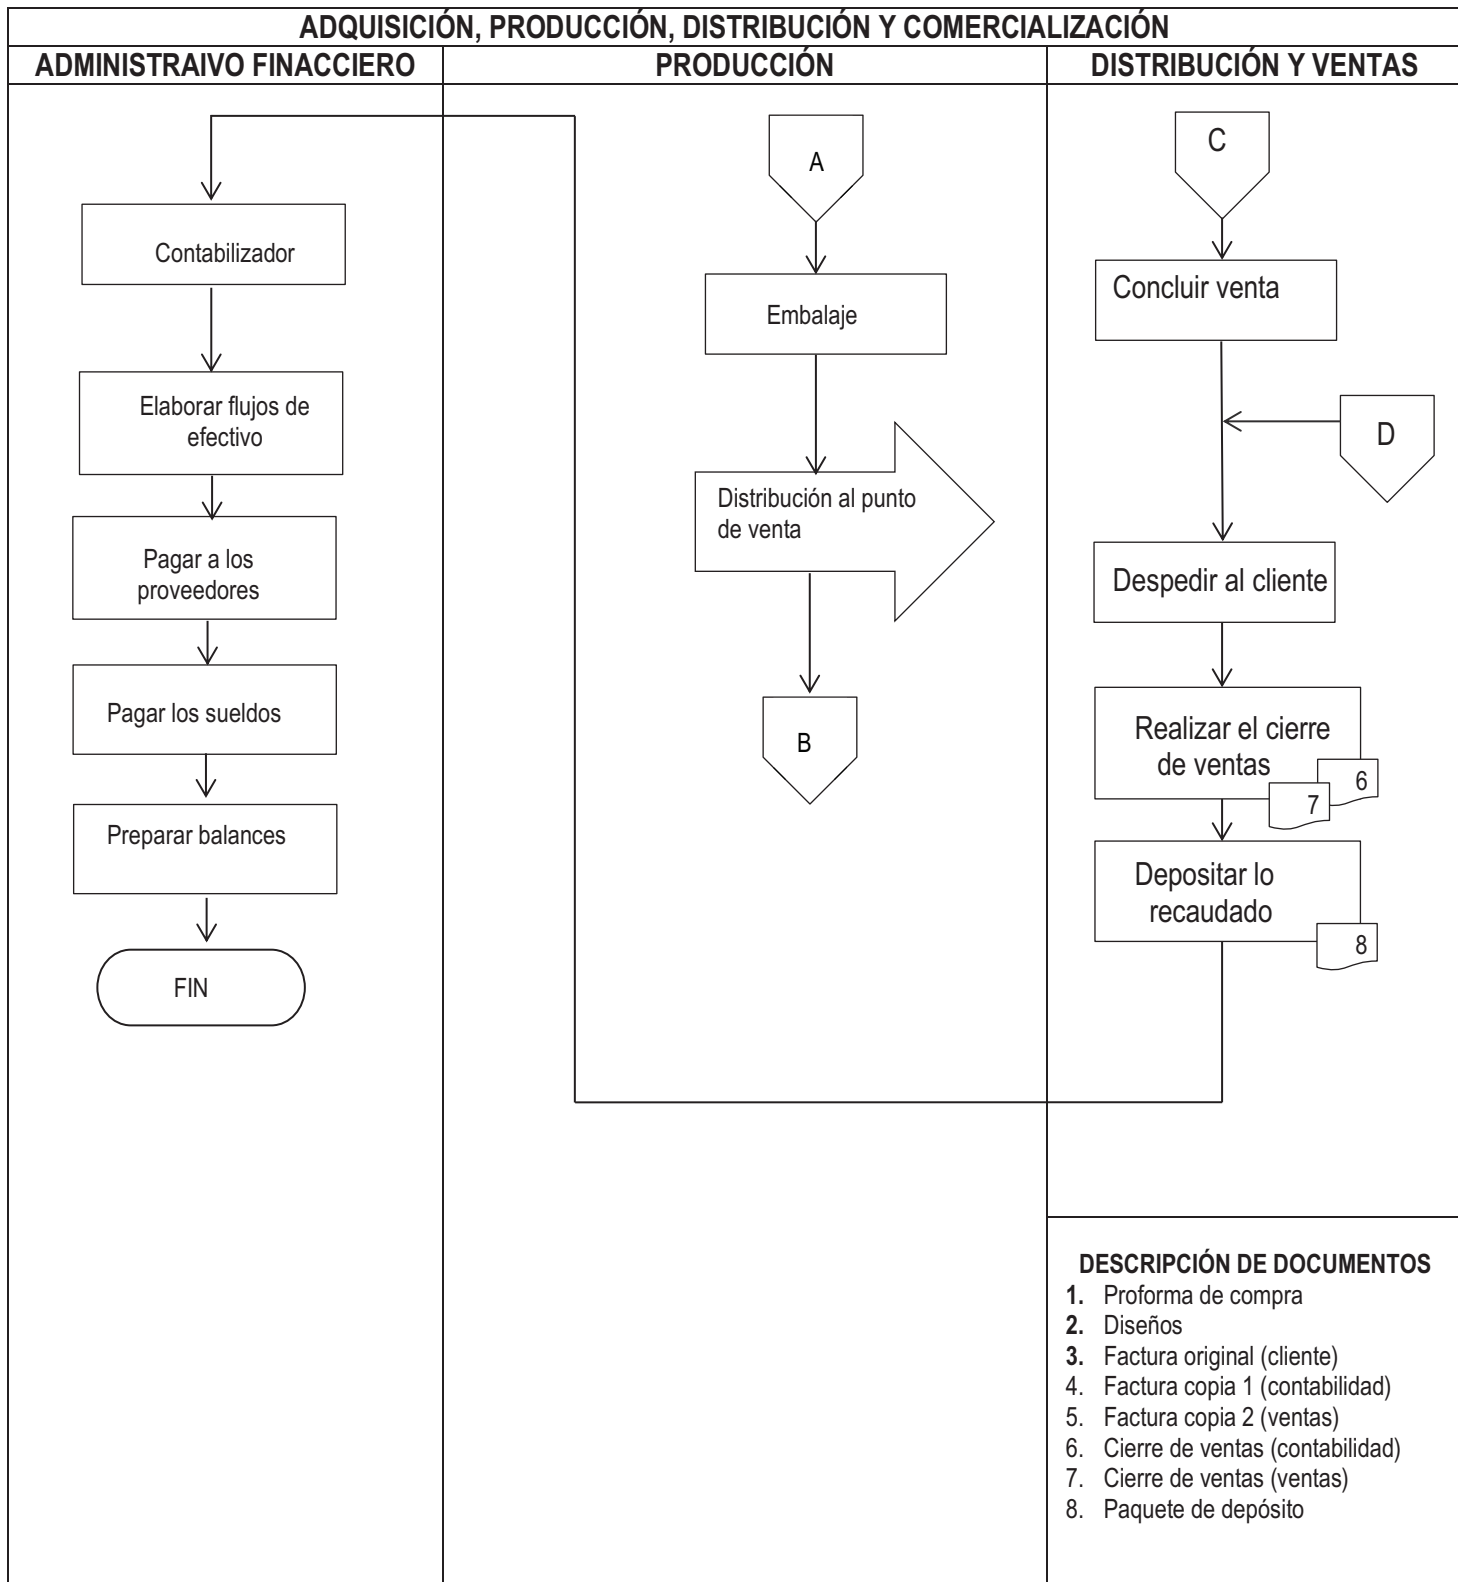 ADQUISICIÓN, PRODUCCIÓN, DISTRIBUCIÓN Y COMERCIALIZACIÓN
ADMINISTRAIVO FINACCIERO
PRODUCCIÓN
DISTRIBUCIÓN Y VENTAS
Contabilizador
Elaborar flujos de
efectivo
Pagar a los
proveedores
Pagar los sueldos
Preparar balances
FIN
A
Embalaje
Distribución al punto
de venta
B
C
Concluir venta
D
Despedir al cliente
Realizar el cierre
de ventas
6
7
Depositar lo
recaudado
8
DESCRIPCIÓN DE DOCUMENTOS
1. Proforma de compra
2. Diseños
3. Factura original (cliente)
4. Factura copia 1 (contabilidad)
5. Factura copia 2 (ventas)
6. Cierre de ventas (contabilidad)
7. Cierre de ventas (ventas)
8. Paquete de depósito